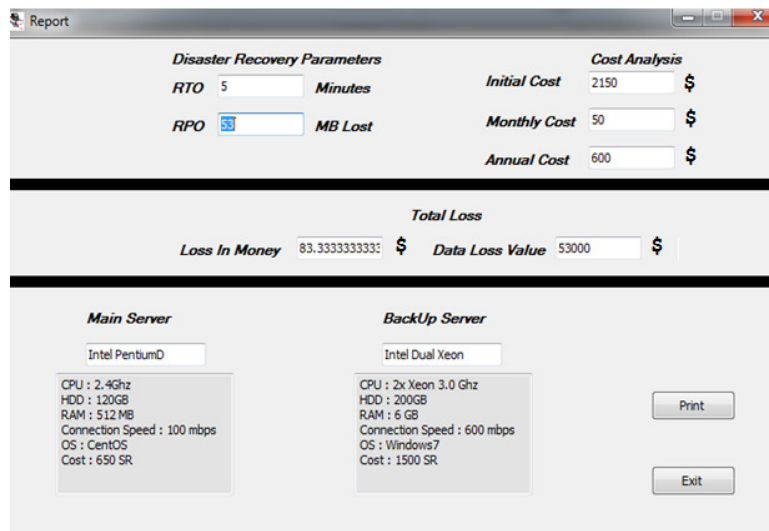 Report
Disaster Recovery Parameters
Cost Analysis
RTO 5 Minutes
Initial Cost 2150 $
RPO 53 MB Lost
Monthly Cost 50 $
Annual Cost 600 $
Total Loss
Loss In Money 83.3333333333 $ Data Loss Value 53000 $
Main Server
BackUp Server
Intel PentiumD
Intel Dual Xeon
CPU : 2.4Ghz
HDD : 120GB
RAM : 512 MB
Connection Speed : 100 mbps
OS : CentOS
Cost : 650 SR
CPU : 2x Xeon 3.0 Ghz
HDD : 200GB
RAM : 6 GB
Connection Speed : 600 mbps
OS : Windows7
Cost : 1500 SR
Print
Exit